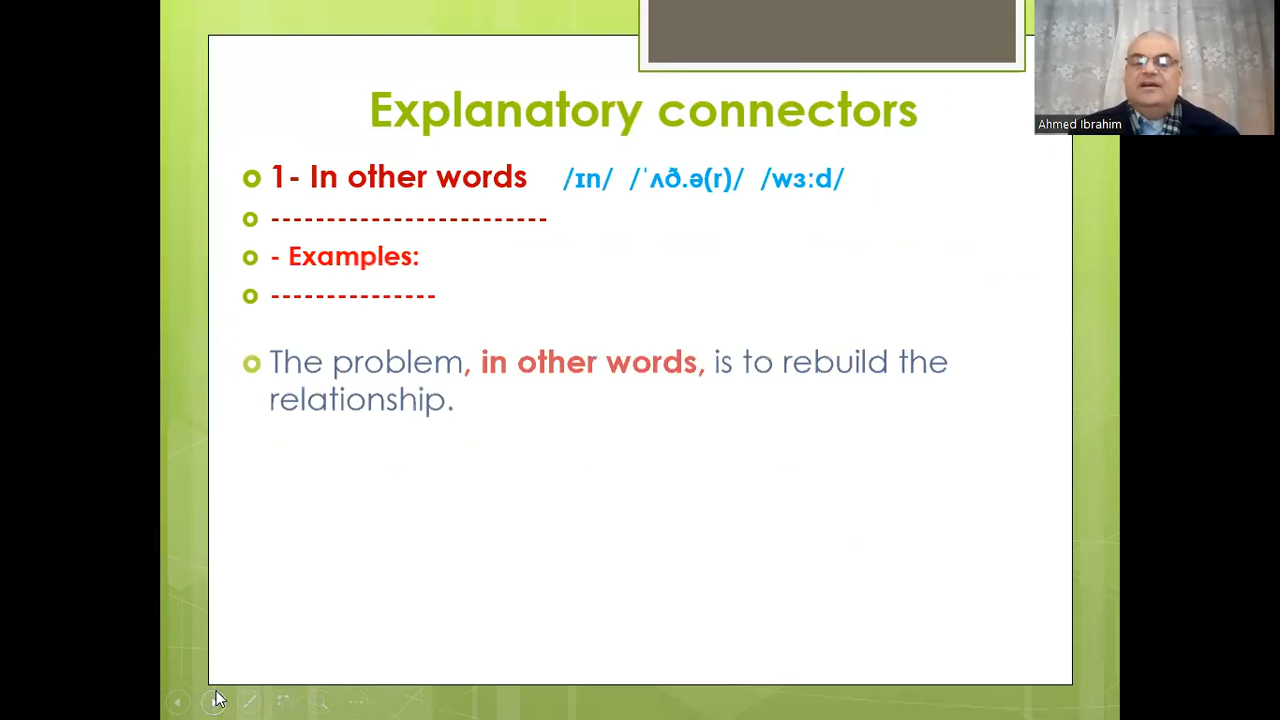 Ahmed Ibrahim
Explanatory connectors
1- In other words /ɪn/ /ˈʌð.ə(r)/ /wɜːd/
-------------------------
- Examples:
---------------
The problem, in other words, is to rebuild the
relationship.